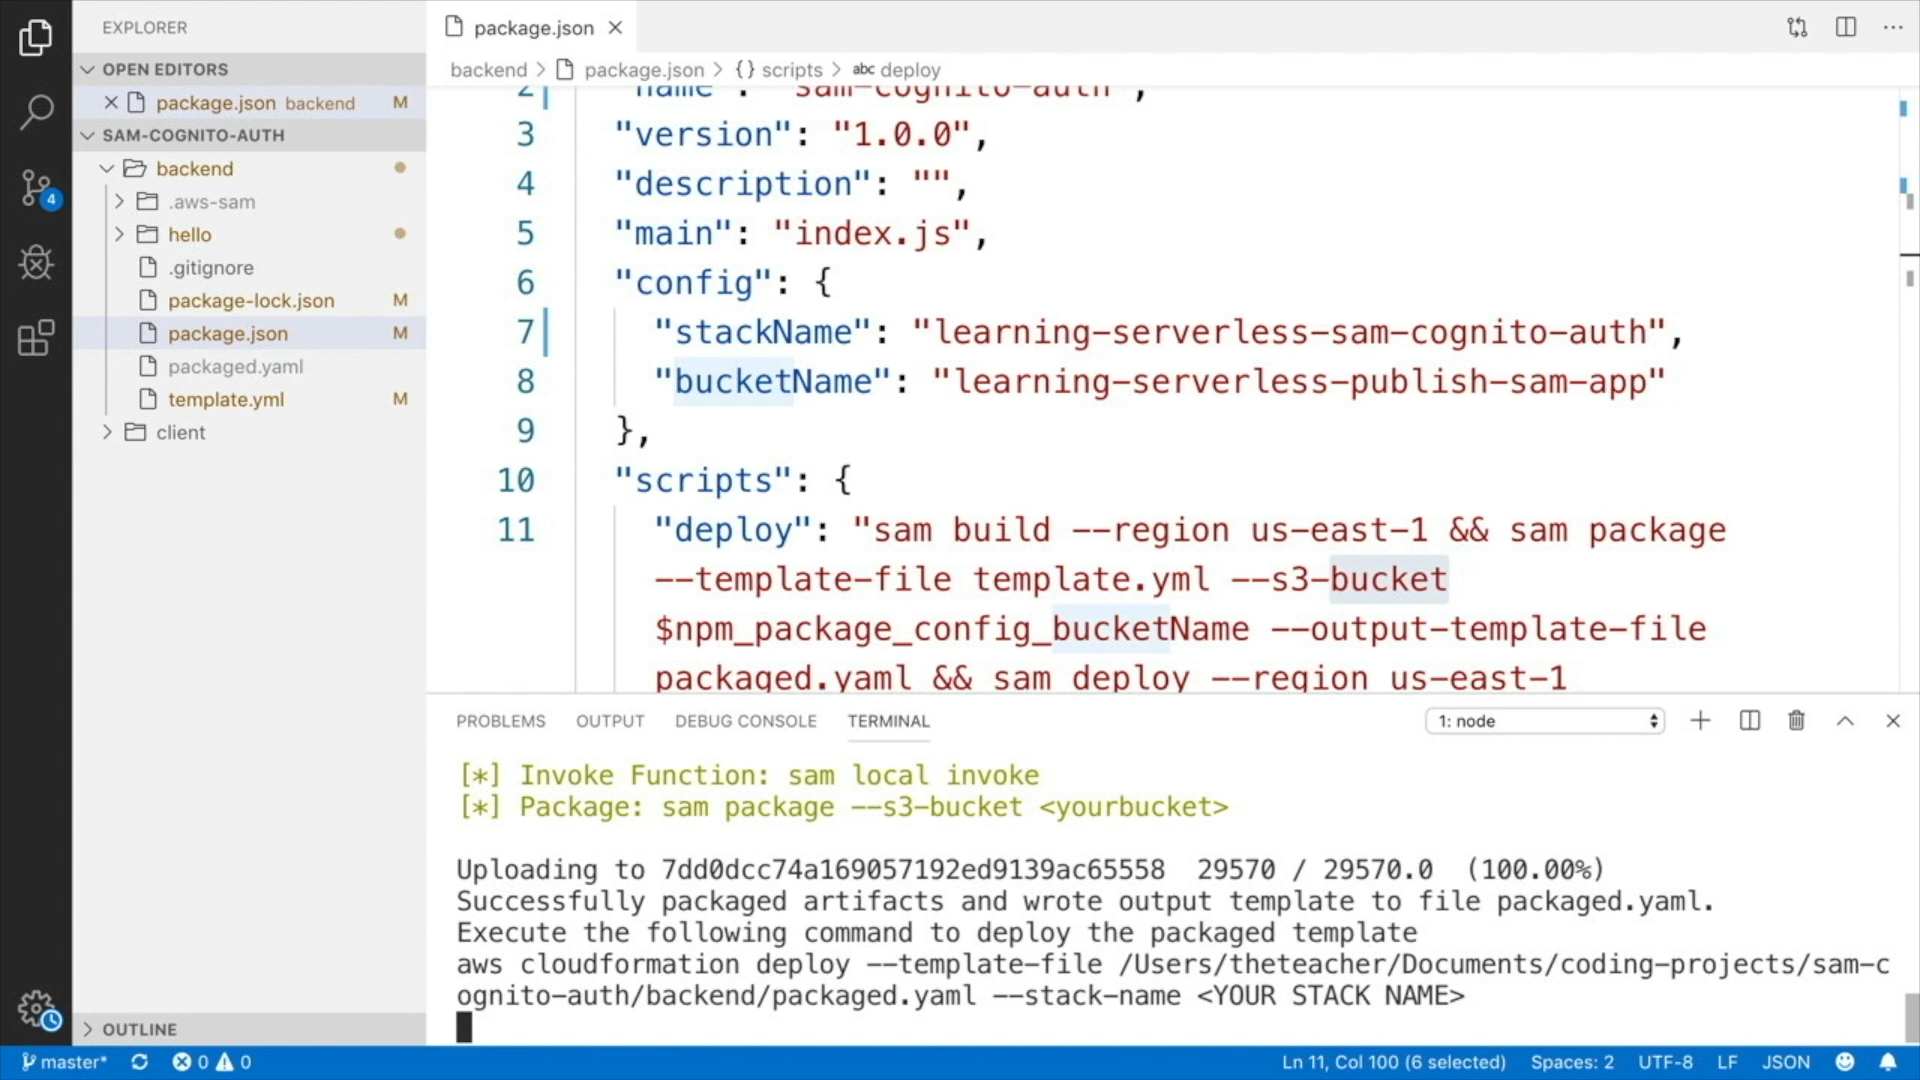 EXPLORER
OPEN EDITORS
package.json backend M
SAM-COGNITO-AUTH
backend
.aws-sam
hello
.gitignore
package-lock.json M
package.json M
packaged.yaml
template.yml M
client
OUTLINE
4
package.json
backend > package.json > {} scripts > abc deploy
2 "name": "sam-cognito-auth",
3 "version": "1.0.0",
4 "description": "",
5 "main": "index.js",
6 "config": {
7 "stackName": "learning-serverless-sam-cognito-auth",
8 "bucketName": "learning-serverless-publish-sam-app"
9 },
10 "scripts": {
11 "deploy": "sam build --region us-east-1 && sam package
--template-file template.yml --s3-bucket
$npm_package_config_bucketName --output-template-file
packaged.yaml && sam deploy --region us-east-1
PROBLEMS OUTPUT DEBUG CONSOLE TERMINAL 1: node
[*] Invoke Function: sam local invoke
[*] Package: sam package --s3-bucket <yourbucket>
Uploading to 7dd0dcc74a169057192ed9139ac65558 29570 / 29570.0 (100.00%)
Successfully packaged artifacts and wrote output template to file packaged.yaml.
Execute the following command to deploy the packaged template
aws cloudformation deploy --template-file /Users/theteacher/Documents/coding-projects/sam-c
ognito-auth/backend/packaged.yaml --stack-name <YOUR STACK NAME>
master* 0 0 Ln 11, Col 100 (6 selected) Spaces: 2 UTF-8 LF JSON